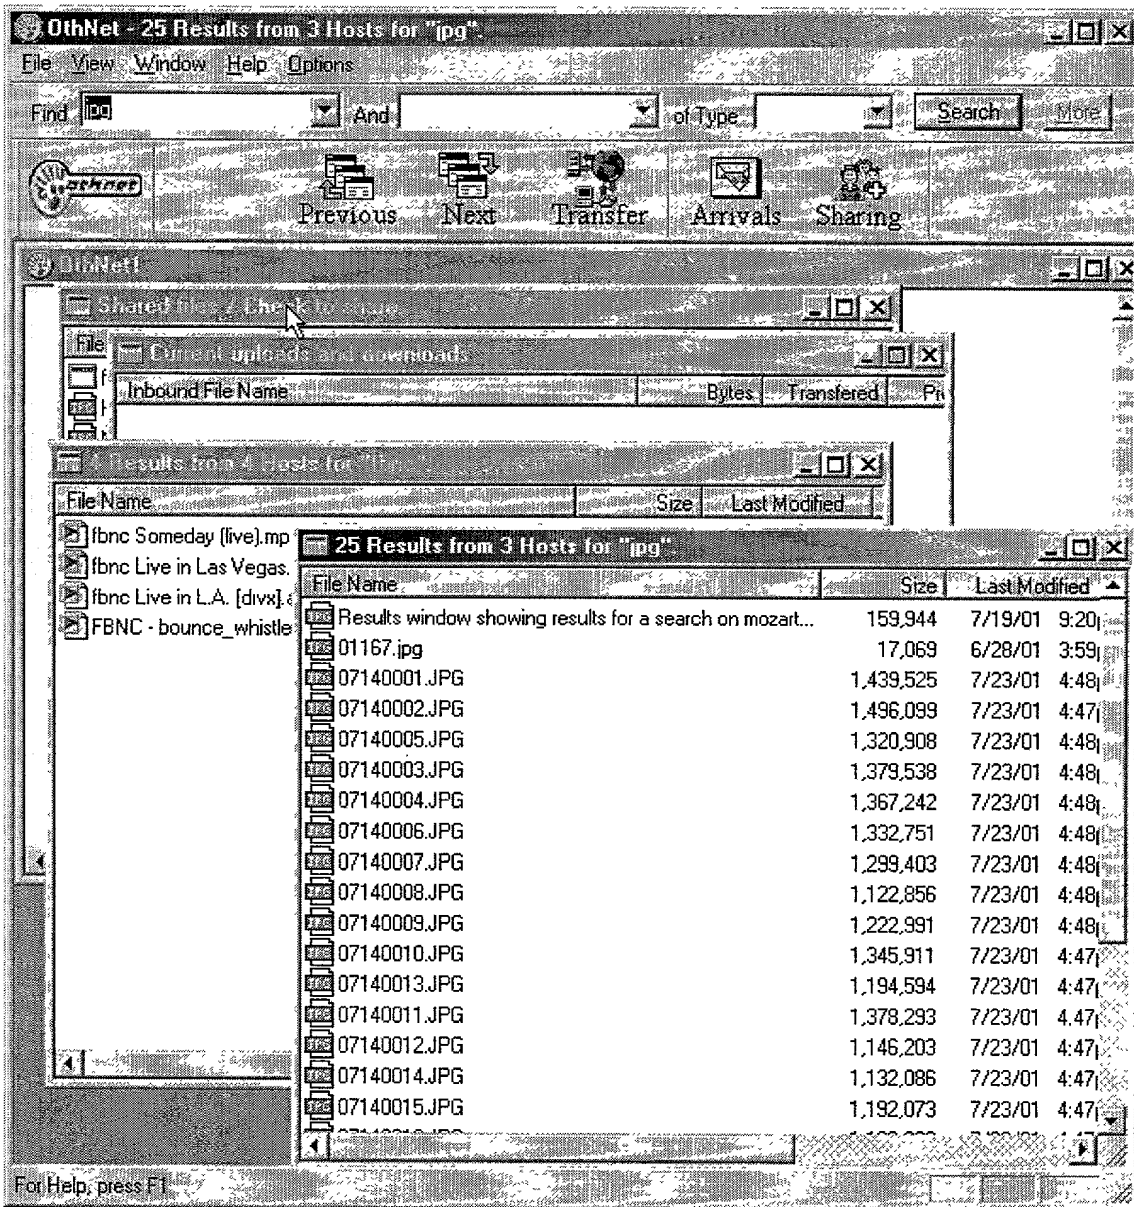 OthNet - 25 Results from 3 Hosts for "jpg".
File View Window Help Options
Find jpg And of Type Search More
othnet
Previous Next Transfer Arrivals Sharing
OthNet1
Shared files /
File
Current uploads and downloads
Inbound File Name Bytes Transfered
4 Results from 4 Hosts for
File Name Size Last Modified
fbnc Someday (live).mp
fbnc Live in Las Vegas.
fbnc Live in L.A. [divx].a
FBNC - bounce_whistle
25 Results from 3 Hosts for "jpg".
File Name Size Last Modified
Results window showing results for a search on mozart... 159,944 7/19/01 9:20
01167.jpg 17,069 6/28/01 3:59
07140001.JPG 1,439,525 7/23/01 4:48
07140002.JPG 1,496,099 7/23/01 4:47
07140005.JPG 1,320,908 7/23/01 4:48
07140003.JPG 1,379,538 7/23/01 4:48
07140004.JPG 1,367,242 7/23/01 4:48
07140006.JPG 1,332,751 7/23/01 4:48
07140007.JPG 1,299,403 7/23/01 4:48
07140008.JPG 1,122,856 7/23/01 4:48
07140009.JPG 1,222,991 7/23/01 4:48
07140010.JPG 1,345,911 7/23/01 4:47
07140013.JPG 1,194,594 7/23/01 4:47
07140011.JPG 1,378,293 7/23/01 4:47
07140012.JPG 1,146,203 7/23/01 4:47
07140014.JPG 1,132,086 7/23/01 4:47
07140015.JPG 1,192,073 7/23/01 4:47
For Help, press F1